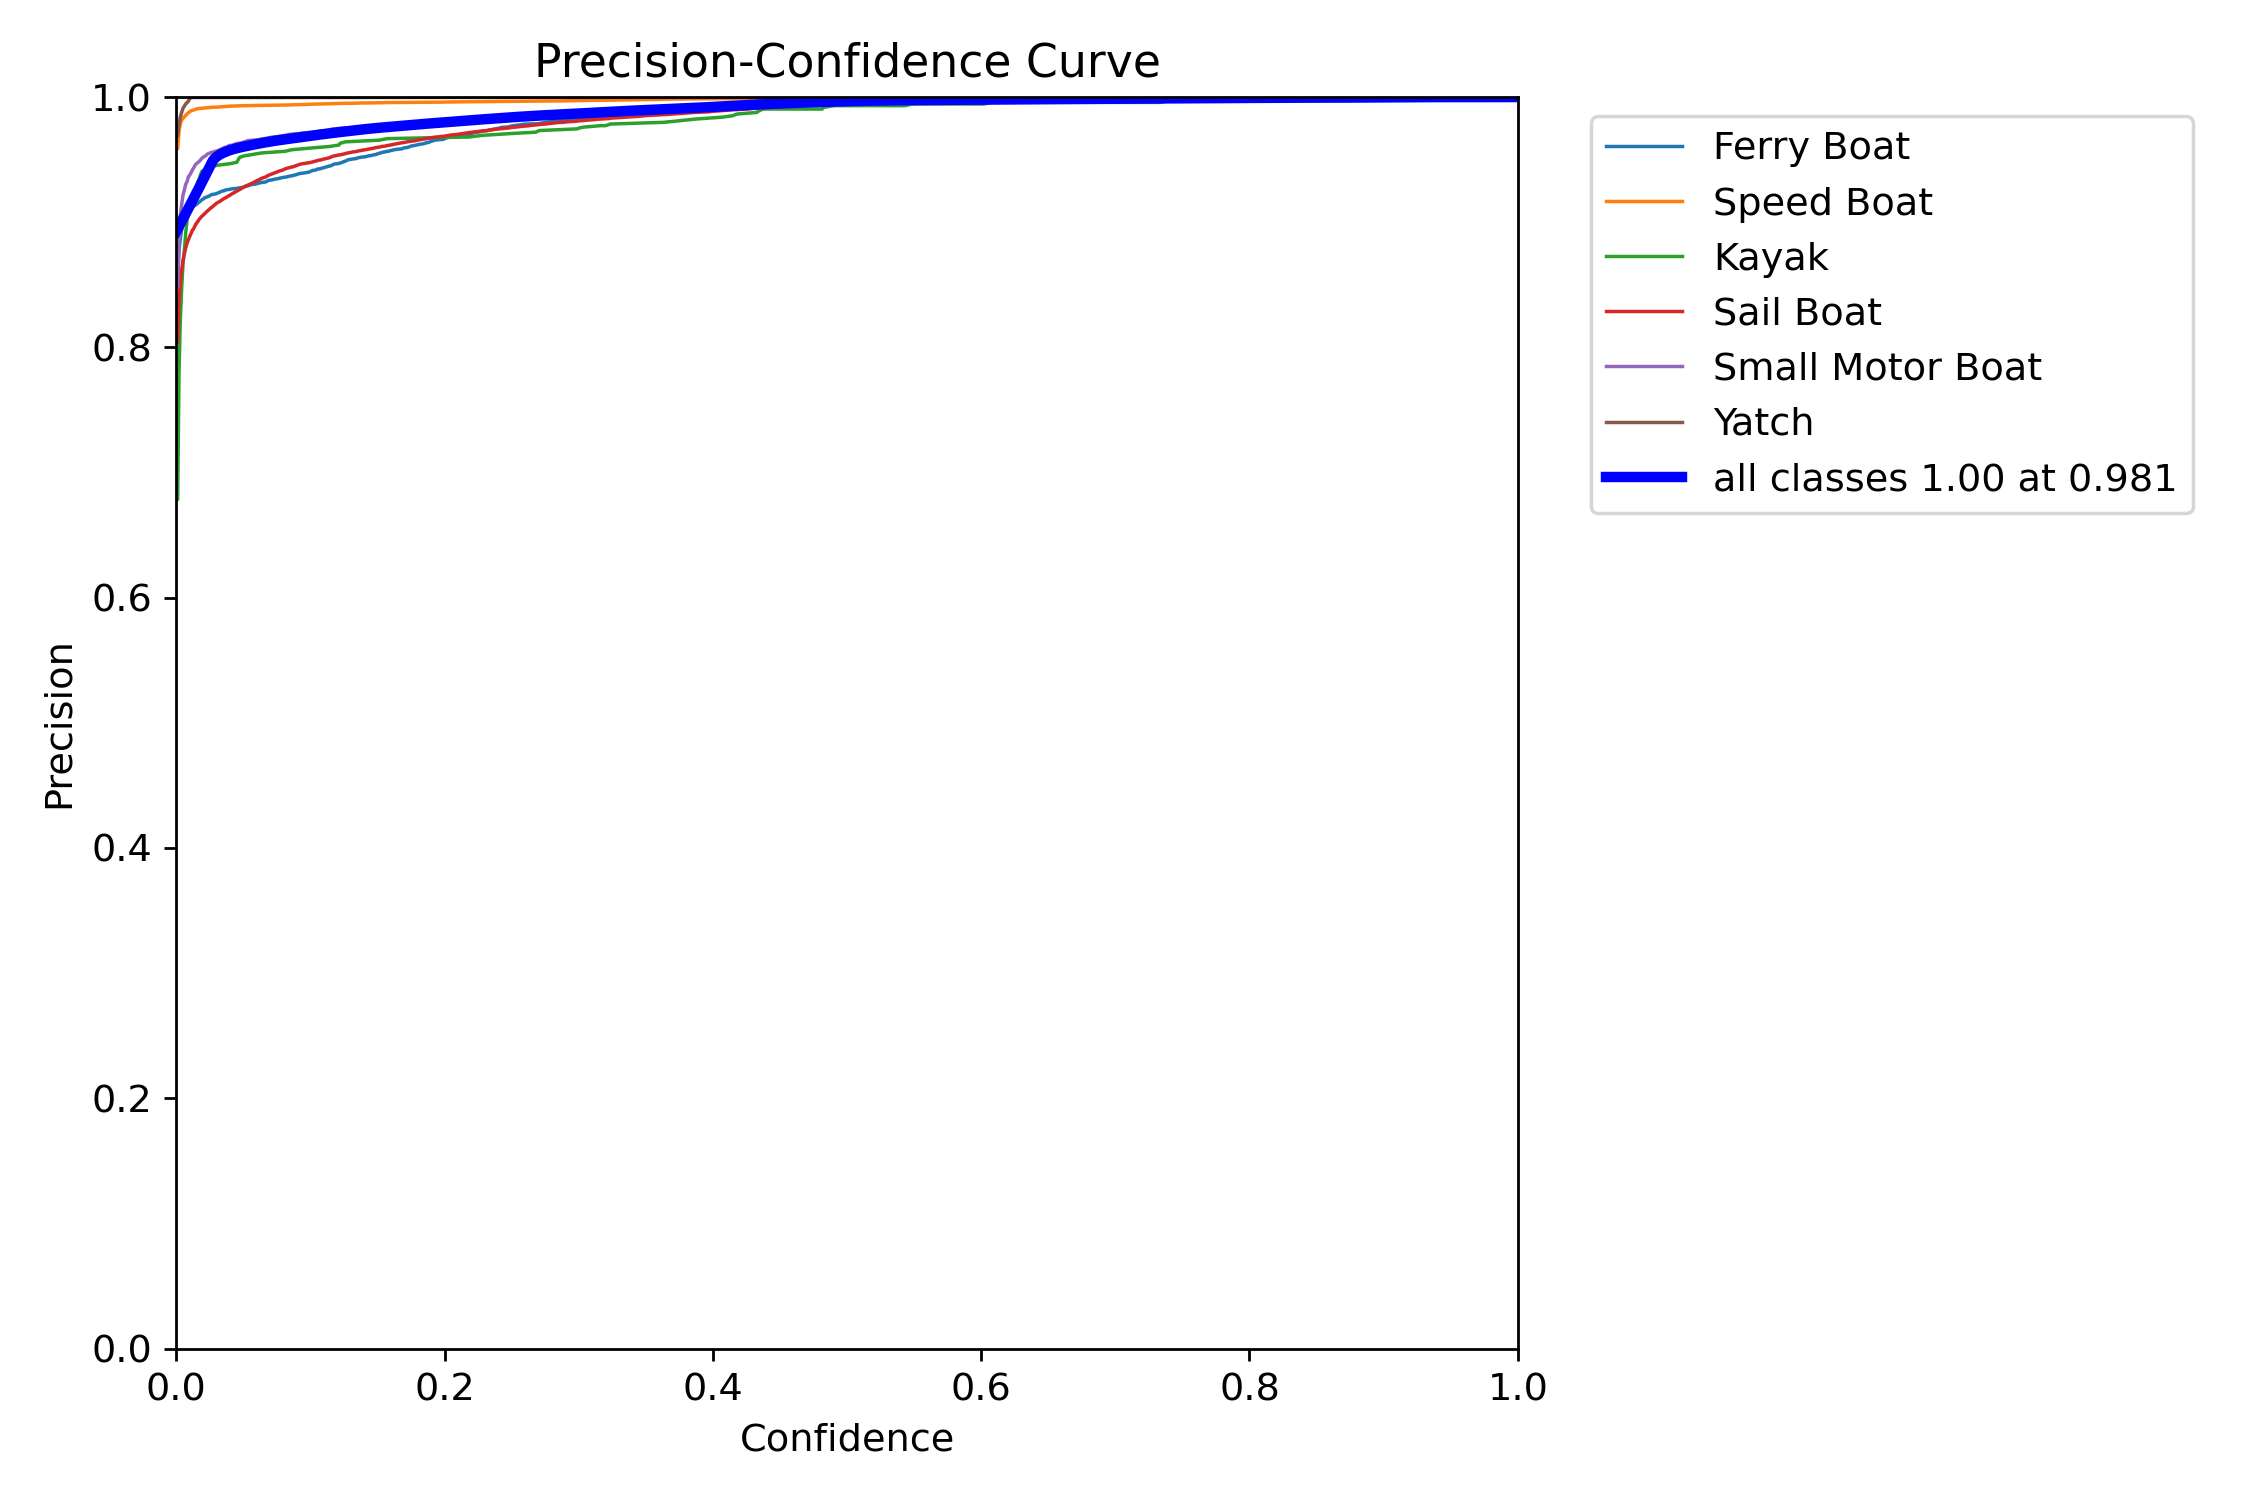 Precision-Confidence Curve
1.0
0.8
0.6
0.4
0.2
0.0
Precision
0.0 0.2 0.4 0.6 0.8 1.0
Confidence
Ferry Boat
Speed Boat
Kayak
Sail Boat
Small Motor Boat
Yatch
all classes 1.00 at 0.981